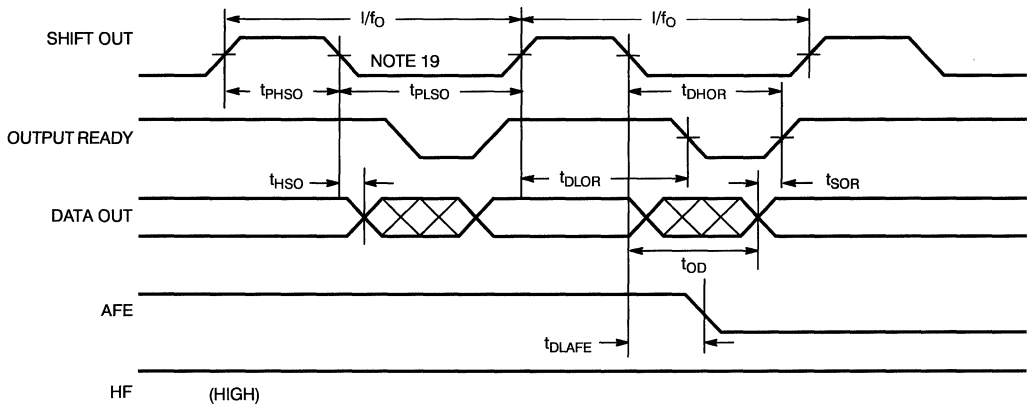 I/fO I/fO
SHIFT OUT
NOTE 19
tPHSO tPLSO tDHOR
OUTPUT READY
tHSO tDLOR tSOR
DATA OUT
tOD
AFE
tDLAFE
HF (HIGH)